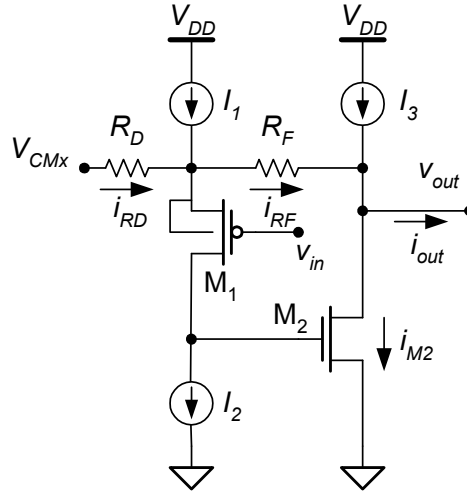 V_DD V_DD
I_1 I_3
R_D R_F
V_CMx
v_out
i_RD i_RF
i_out
v_in
M_1
M_2
i_M2
I_2